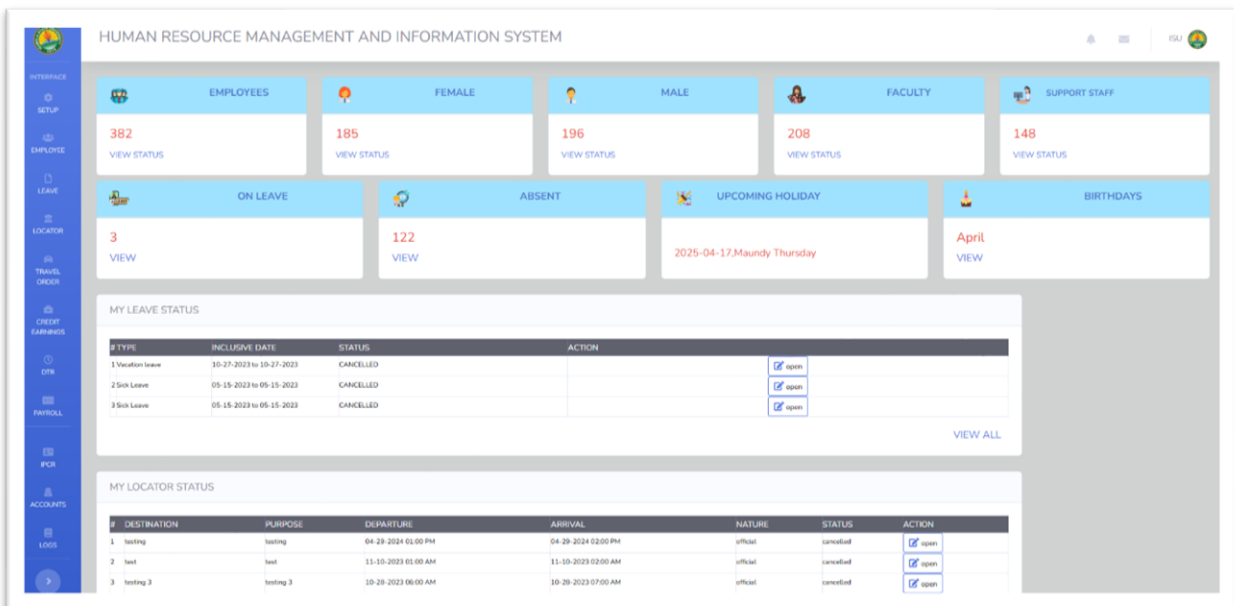 HUMAN RESOURCE MANAGEMENT AND INFORMATION SYSTEM
ISU
INTERFACE
SETUP
EMPLOYEE
LEAVE
LOCATOR
TRAVEL
ORDER
CREDIT
EARNINGS
DTR
PAYROLL
IPCR
ACCOUNTS
LOGS
EMPLOYEES
382
VIEW STATUS
FEMALE
185
VIEW STATUS
MALE
196
VIEW STATUS
FACULTY
208
VIEW STATUS
SUPPORT STAFF
148
VIEW STATUS
ON LEAVE
3
VIEW
ABSENT
122
VIEW
UPCOMING HOLIDAY
2025-04-17,Maundy Thursday
BIRTHDAYS
April
VIEW
MY LEAVE STATUS
# TYPE INCLUSIVE DATE STATUS ACTION
1 Vacation leave 10-27-2023 to 10-27-2023 CANCELLED open
2 Sick Leave 05-15-2023 to 05-15-2023 CANCELLED open
3 Sick Leave 05-15-2023 to 05-15-2023 CANCELLED open
VIEW ALL
MY LOCATOR STATUS
# DESTINATION PURPOSE DEPARTURE ARRIVAL NATURE STATUS ACTION
1 testing testing 04-29-2024 01:00 PM 04-29-2024 02:00 PM official cancelled open
2 test test 11-10-2023 01:00 AM 11-10-2023 02:00 AM official cancelled open
3 testing 3 testing 3 10-28-2023 06:00 AM 10-28-2023 07:00 AM official cancelled open